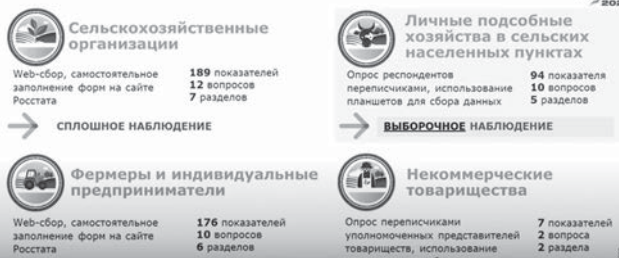 Сельскохозяйственные
организации
Web-сбор, самостоятельное
заполнение форм на сайте
Росстата
189 показателей
12 вопросов
7 разделов
СПЛОШНОЕ НАБЛЮДЕНИЕ
Личные подсобные
хозяйства в сельских
населенных пунктах
Опрос респондентов
переписчиками, использование
планшетов для сбора данных
94 показателя
10 вопросов
5 разделов
ВЫБОРОЧНОЕ НАБЛЮДЕНИЕ
Фермеры и индивидуальные
предприниматели
Web-сбор, самостоятельное
заполнение форм на сайте
Росстата
176 показателей
10 вопросов
6 разделов
Некоммерческие
товарищества
Опрос переписчиками
уполномоченных представителей
товариществ, использование
7 показателей
2 вопроса
2 раздела